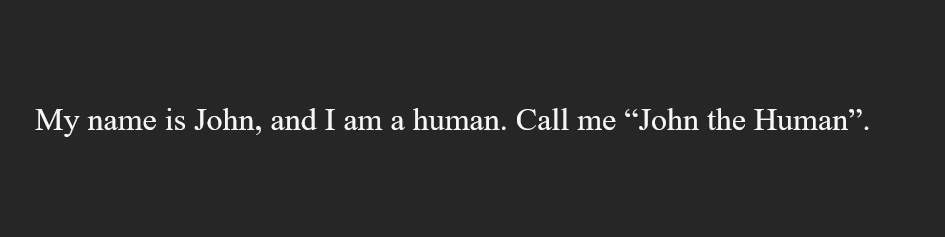 My name is John, and I am a human. Call me “John the Human”.